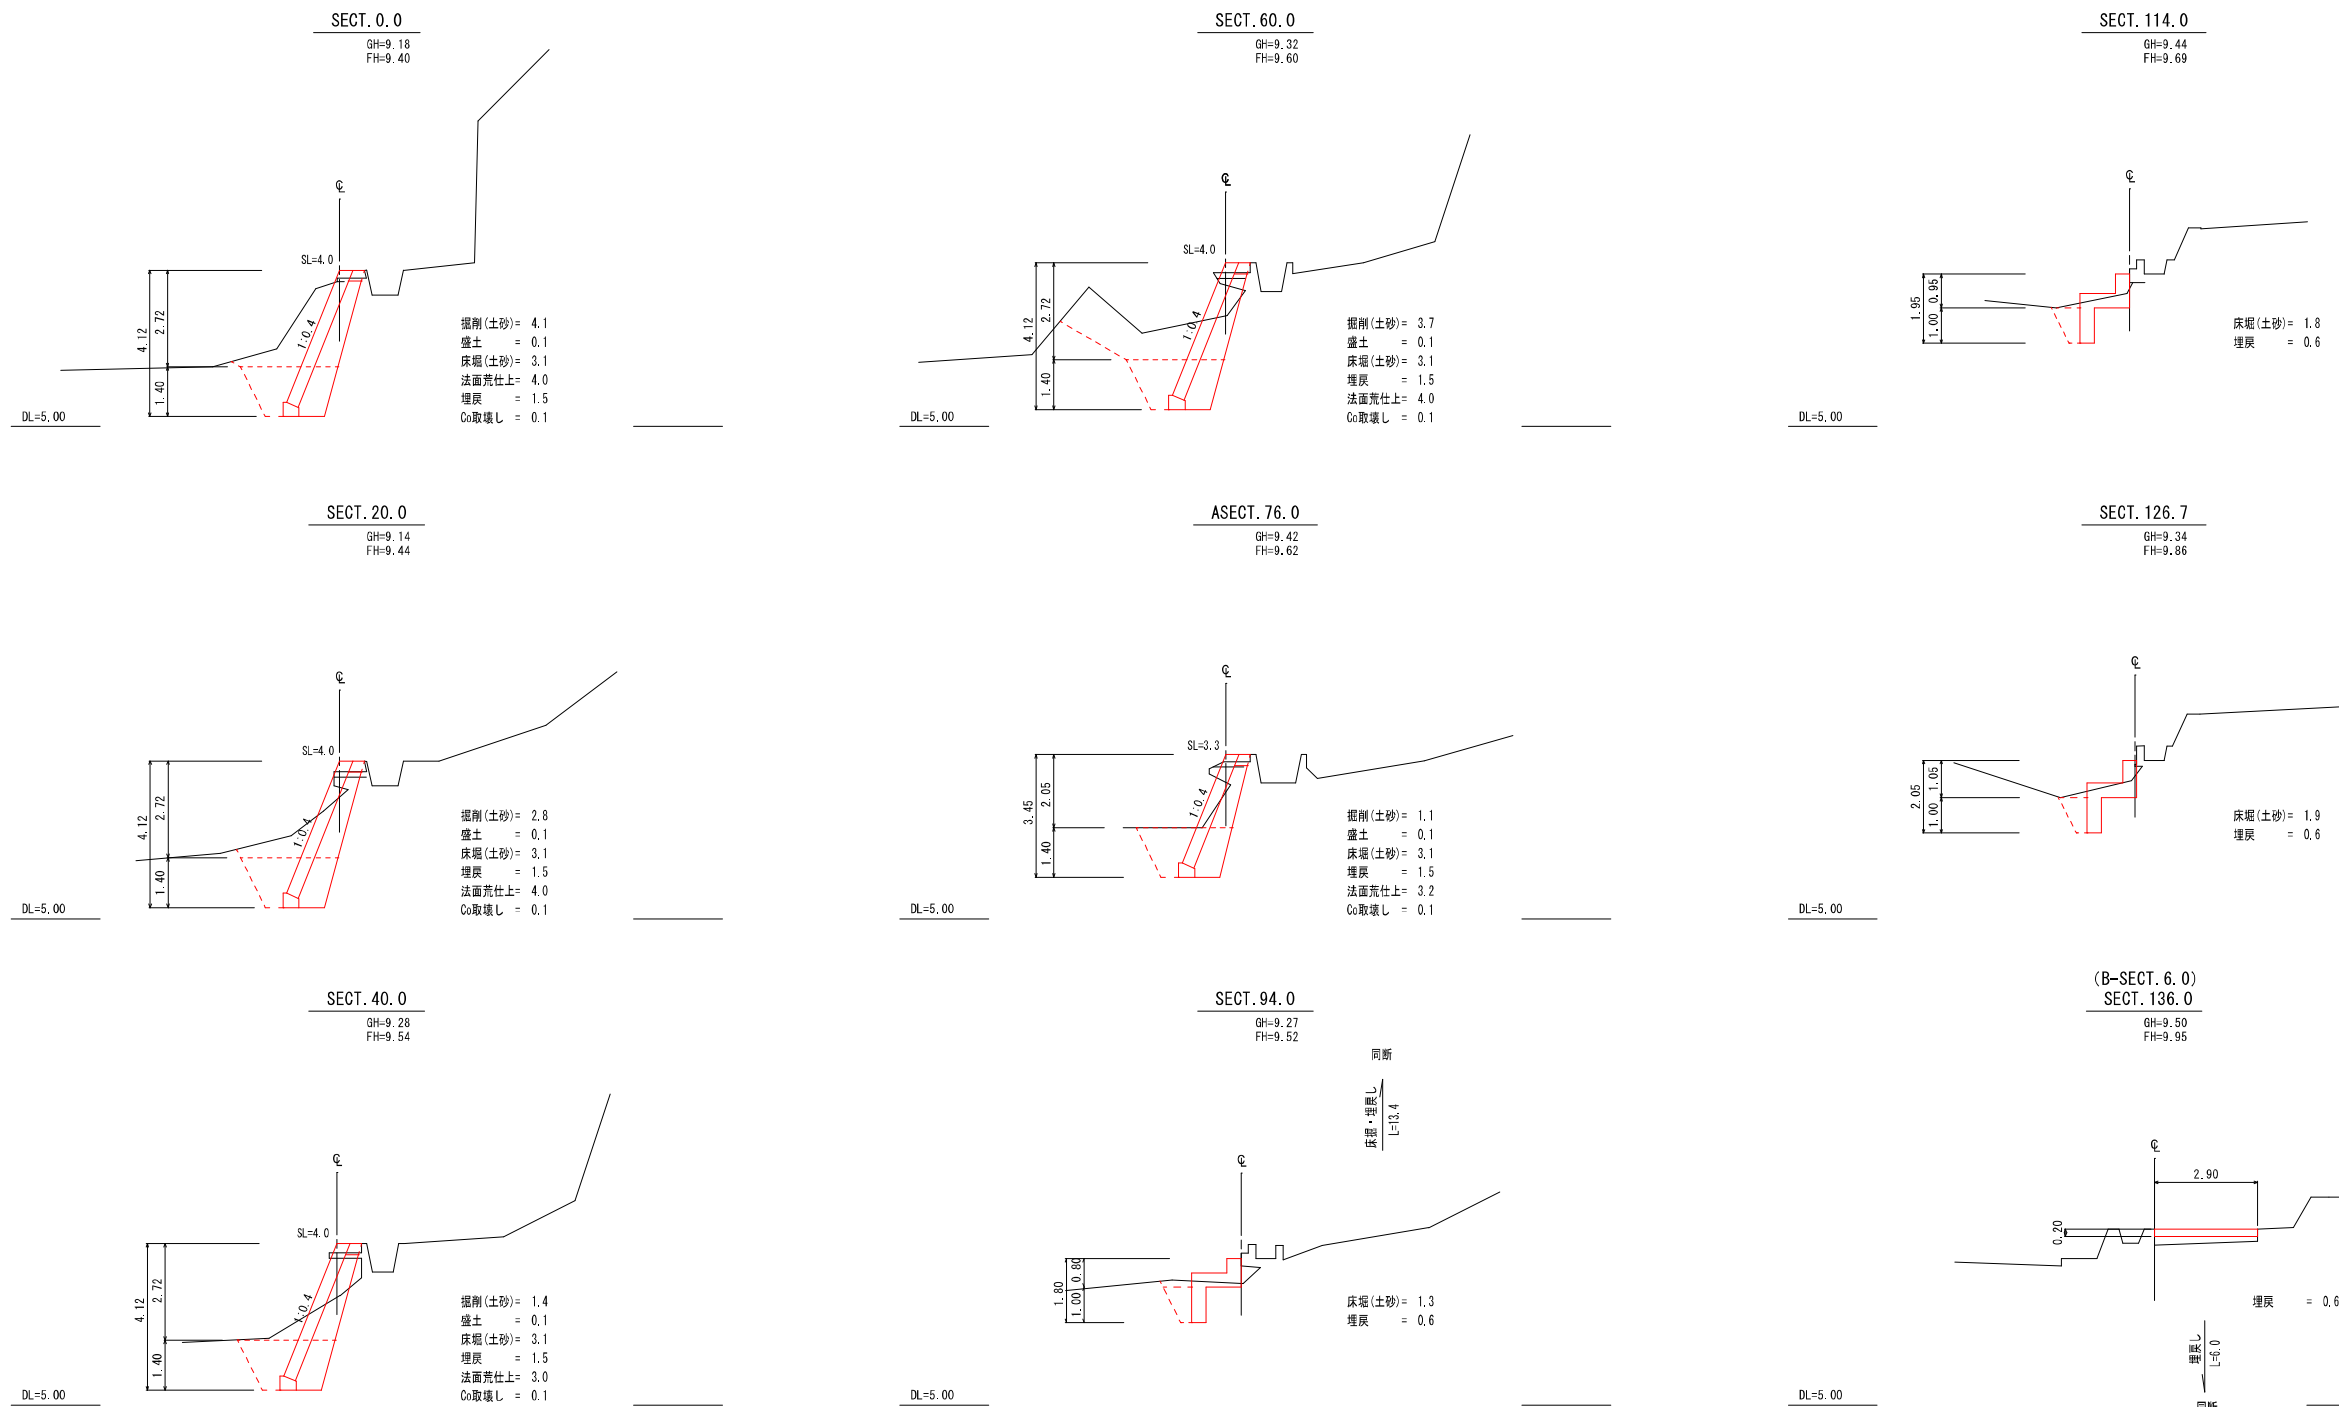 SECT.0.0
GH=9.18
FH=9.40
℄
SL=4.0
1:0.4
4.12
2.72
1.40
掘削(土砂)= 4.1
盛土 = 0.1
床堀(土砂)= 3.1
法面荒仕上= 4.0
埋戻 = 1.5
Co取壊し = 0.1
DL=5.00
SECT.20.0
GH=9.14
FH=9.44
℄
SL=4.0
1:0.4
4.12
2.72
1.40
掘削(土砂)= 2.8
盛土 = 0.1
床堀(土砂)= 3.1
埋戻 = 1.5
法面荒仕上= 4.0
Co取壊し = 0.1
DL=5.00
SECT.40.0
GH=9.28
FH=9.54
℄
SL=4.0
1:0.4
4.12
2.72
1.40
掘削(土砂)= 1.4
盛土 = 0.1
床堀(土砂)= 3.1
埋戻 = 1.5
法面荒仕上= 3.0
Co取壊し = 0.1
DL=5.00
SECT.60.0
GH=9.32
FH=9.60
℄
SL=4.0
1:0.4
4.12
2.72
1.40
掘削(土砂)= 3.7
盛土 = 0.1
床堀(土砂)= 3.1
埋戻 = 1.5
法面荒仕上= 4.0
Co取壊し = 0.1
DL=5.00
ASECT.76.0
GH=9.42
FH=9.62
℄
SL=3.3
1:0.4
3.45
2.05
1.40
掘削(土砂)= 1.1
盛土 = 0.1
床堀(土砂)= 3.1
埋戻 = 1.5
法面荒仕上= 3.2
Co取壊し = 0.1
DL=5.00
SECT.94.0
GH=9.27
FH=9.52
同断
床堀・埋戻し
L=13.4
℄
1.80
0.80
1.00
床堀(土砂)= 1.3
埋戻 = 0.6
DL=5.00
SECT.114.0
GH=9.44
FH=9.69
℄
1.95
0.95
1.00
床堀(土砂)= 1.8
埋戻 = 0.6
DL=5.00
SECT.126.7
GH=9.34
FH=9.86
℄
2.05
1.05
1.00
床堀(土砂)= 1.9
埋戻 = 0.6
DL=5.00
(B-SECT.6.0)
SECT.136.0
GH=9.50
FH=9.95
℄
2.90
0.20
埋戻 = 0.6
埋戻し
L=6.0
同断
DL=5.00